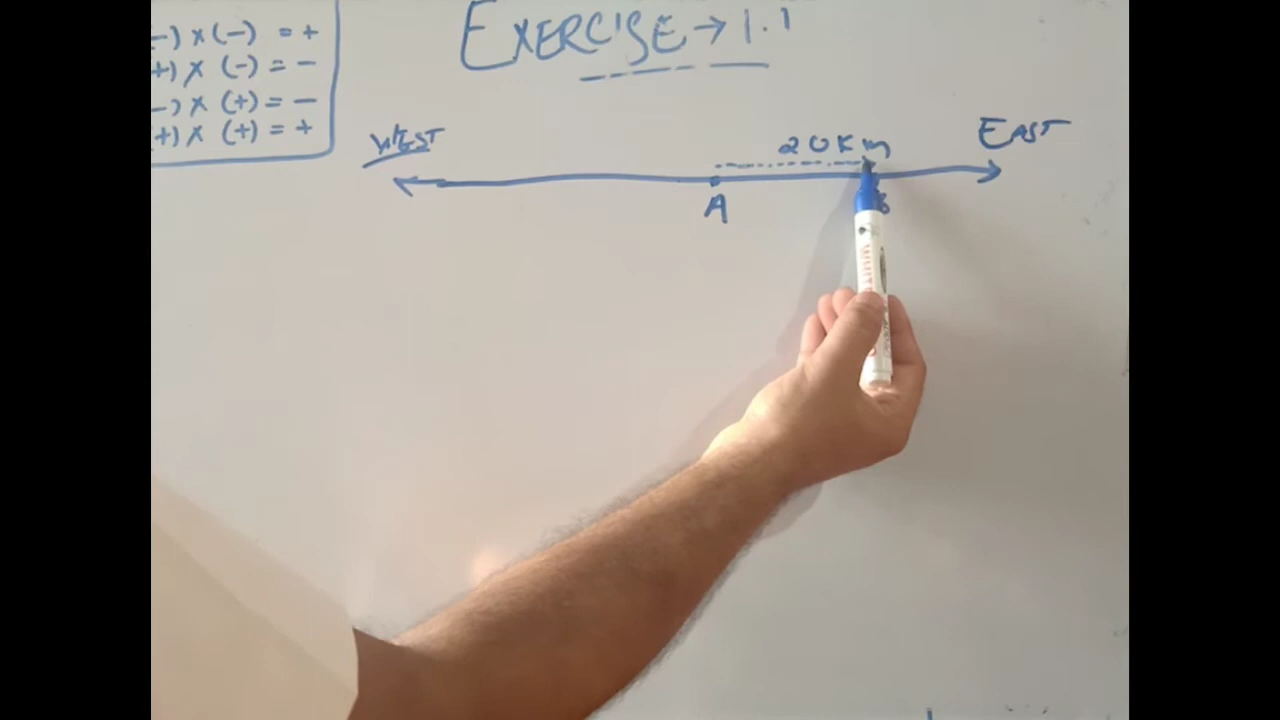 -) x (-) = +
+) x (-) = -
-) x (+) = -
+) x (+) = +
EXERCISE → 1.1
WEST
20 Km
EAST
A
B